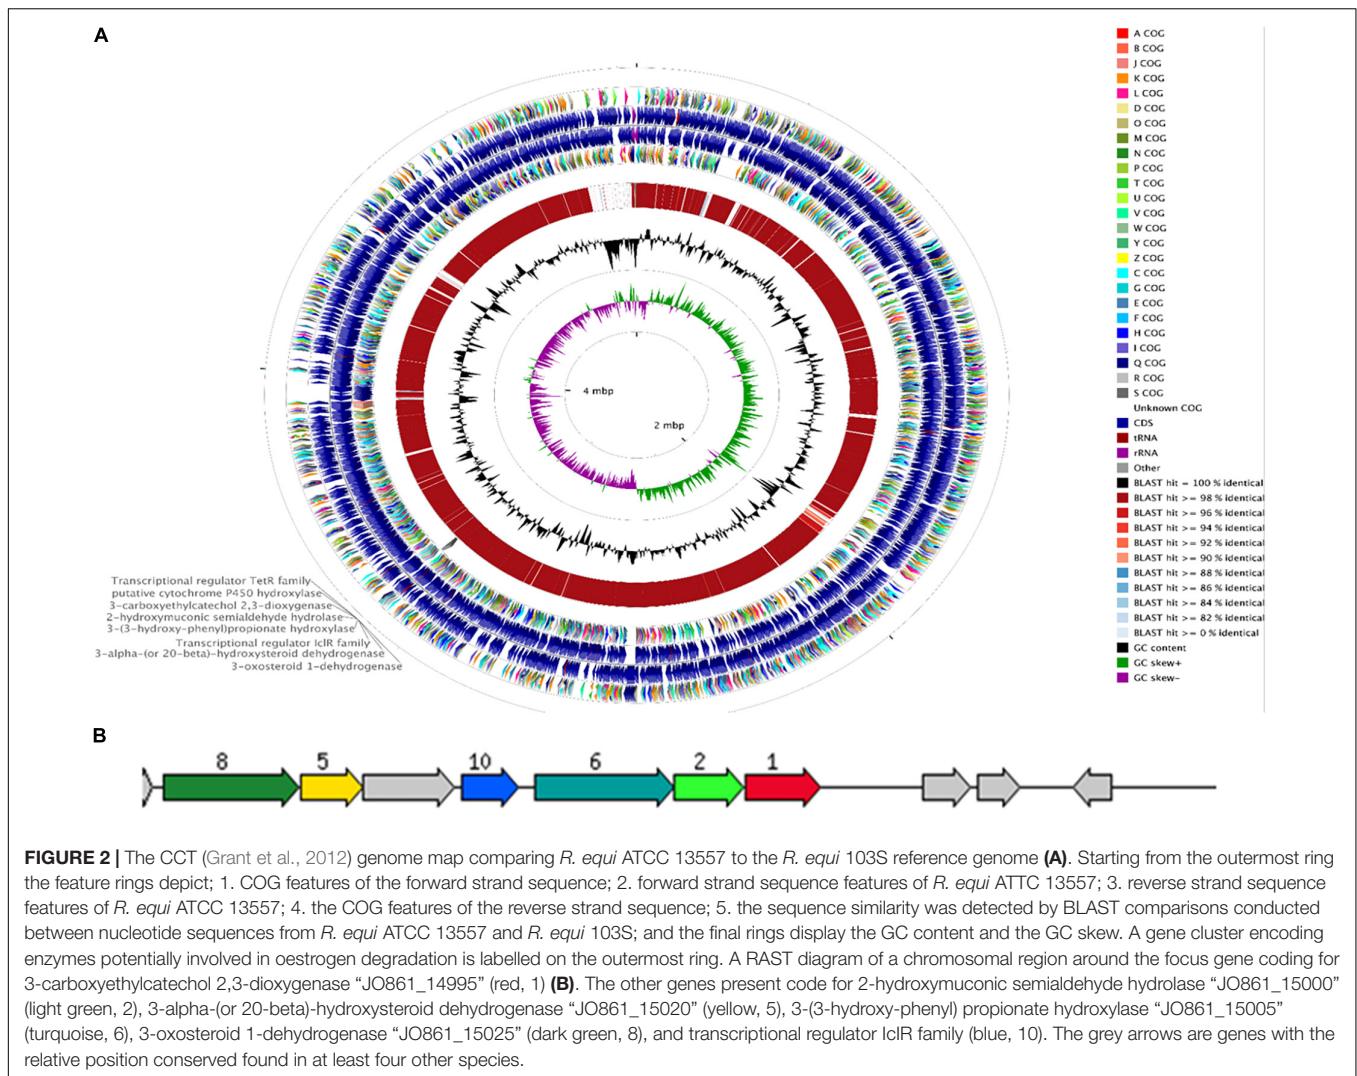 A
A COG
B COG
J COG
K COG
L COG
D COG
O COG
M COG
N COG
P COG
T COG
U COG
V COG
W COG
Y COG
Z COG
C COG
G COG
E COG
F COG
H COG
I COG
Q COG
R COG
S COG
Unknown COG
CDS
tRNA
rRNA
Other
BLAST hit = 100 % identical
BLAST hit >= 98 % identical
BLAST hit >= 96 % identical
BLAST hit >= 94 % identical
BLAST hit >= 92 % identical
BLAST hit >= 90 % identical
BLAST hit >= 88 % identical
BLAST hit >= 86 % identical
BLAST hit >= 84 % identical
BLAST hit >= 82 % identical
BLAST hit >= 0 % identical
GC content
GC skew+
GC skew-
4 mbp
2 mbp
Transcriptional regulator TetR family
putative cytochrome P450 hydroxylase
3-carboxyethylcatechol 2,3-dioxygenase
2-hydroxymuconic semialdehyde hydrolase
3-(3-hydroxy-phenyl)propionate hydroxylase
Transcriptional regulator IclR family
3-alpha-(or 20-beta)-hydroxysteroid dehydrogenase
3-oxosteroid 1-dehydrogenase
B
8 5 10 6 2 1
FIGURE 2 | The CCT (Grant et al., 2012) genome map comparing R. equi ATCC 13557 to the R. equi 103S reference genome (A). Starting from the outermost ring
the feature rings depict; 1. COG features of the forward strand sequence; 2. forward strand sequence features of R. equi ATTC 13557; 3. reverse strand sequence
features of R. equi ATCC 13557; 4. the COG features of the reverse strand sequence; 5. the sequence similarity was detected by BLAST comparisons conducted
between nucleotide sequences from R. equi ATCC 13557 and R. equi 103S; and the final rings display the GC content and the GC skew. A gene cluster encoding
enzymes potentially involved in oestrogen degradation is labelled on the outermost ring. A RAST diagram of a chromosomal region around the focus gene coding for
3-carboxyethylcatechol 2,3-dioxygenase “JO861_14995” (red, 1) (B). The other genes present code for 2-hydroxymuconic semialdehyde hydrolase “JO861_15000”
(light green, 2), 3-alpha-(or 20-beta)-hydroxysteroid dehydrogenase “JO861_15020” (yellow, 5), 3-(3-hydroxy-phenyl) propionate hydroxylase “JO861_15005”
(turquoise, 6), 3-oxosteroid 1-dehydrogenase “JO861_15025” (dark green, 8), and transcriptional regulator IclR family (blue, 10). The grey arrows are genes with the
relative position conserved found in at least four other species.